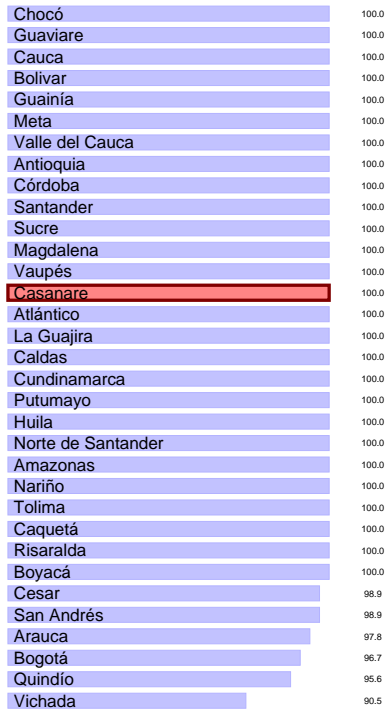 Chocó 100.0
Guaviare 100.0
Cauca 100.0
Bolivar 100.0
Guainía 100.0
Meta 100.0
Valle del Cauca 100.0
Antioquia 100.0
Córdoba 100.0
Santander 100.0
Sucre 100.0
Magdalena 100.0
Vaupés 100.0
Casanare 100.0
Atlántico 100.0
La Guajira 100.0
Caldas 100.0
Cundinamarca 100.0
Putumayo 100.0
Huila 100.0
Norte de Santander 100.0
Amazonas 100.0
Nariño 100.0
Tolima 100.0
Caquetá 100.0
Risaralda 100.0
Boyacá 100.0
Cesar 98.9
San Andrés 98.9
Arauca 97.8
Bogotá 96.7
Quindío 95.6
Vichada 90.5